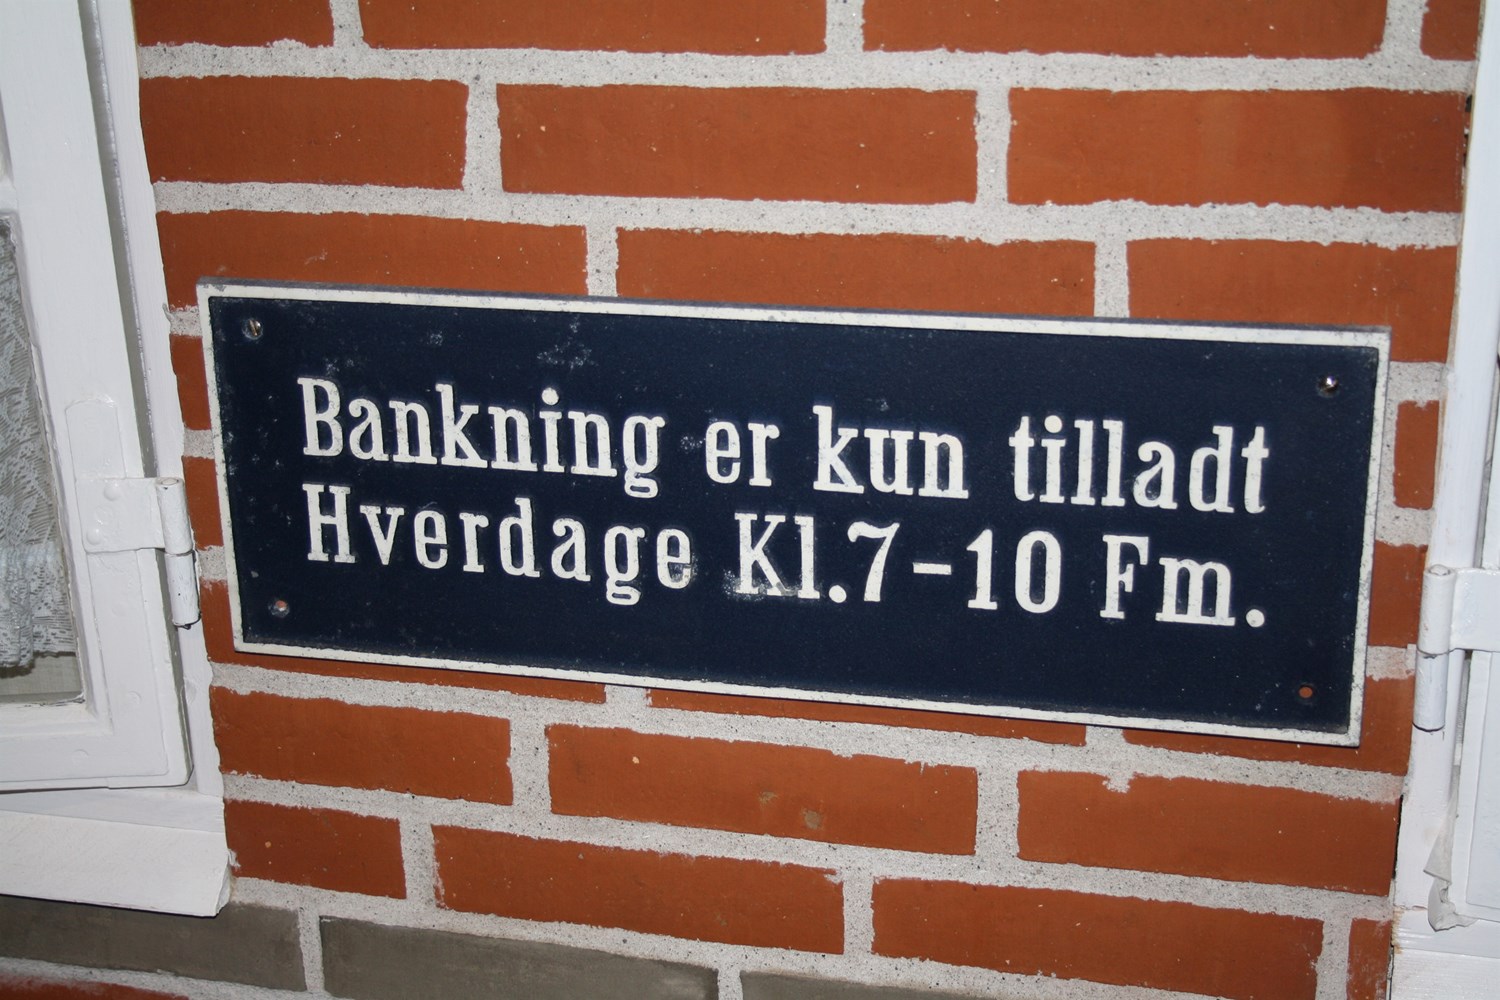 Bankning er kun tilladt
Hverdage Kl.7-10 Fm.